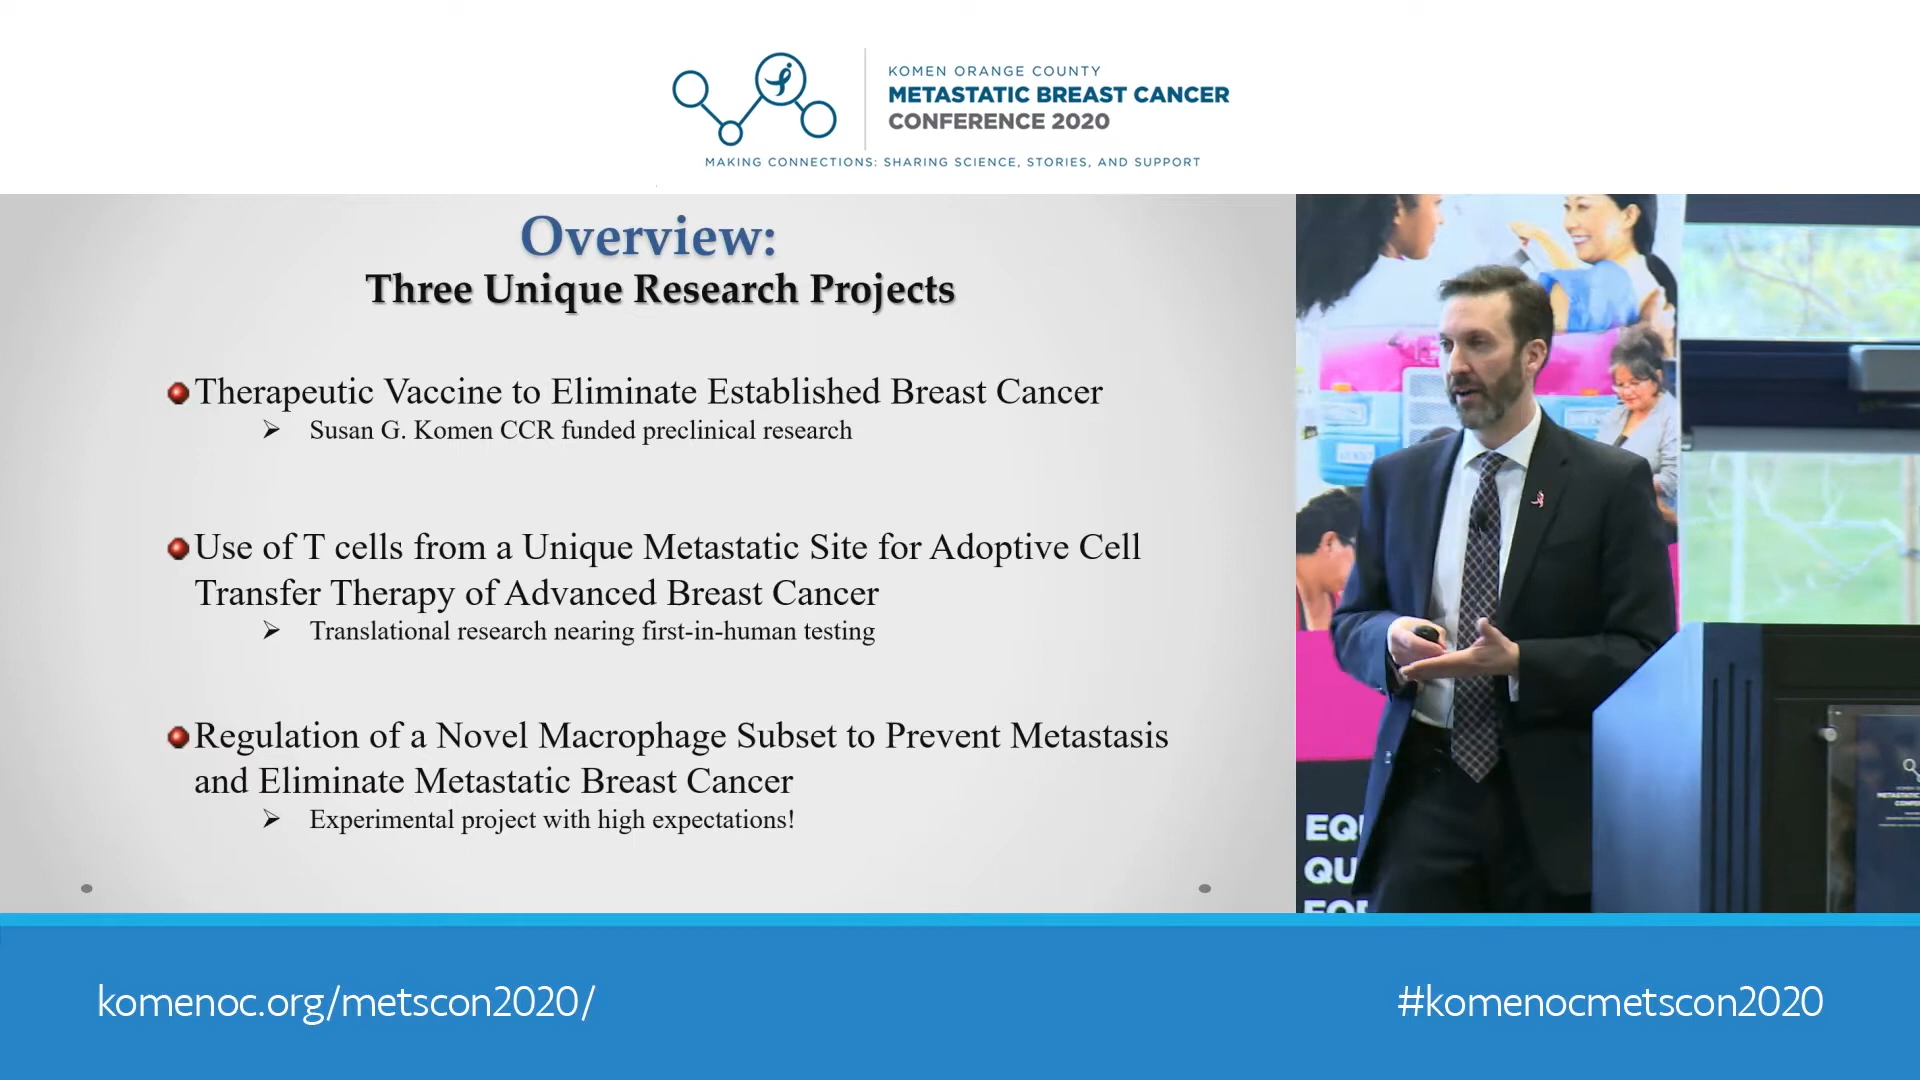 KOMEN ORANGE COUNTY
METASTATIC BREAST CANCER
CONFERENCE 2020
MAKING CONNECTIONS: SHARING SCIENCE, STORIES, AND SUPPORT
Overview:
Three Unique Research Projects
Therapeutic Vaccine to Eliminate Established Breast Cancer
Susan G. Komen CCR funded preclinical research
Use of T cells from a Unique Metastatic Site for Adoptive Cell
Transfer Therapy of Advanced Breast Cancer
Translational research nearing first-in-human testing
Regulation of a Novel Macrophage Subset to Prevent Metastasis
and Eliminate Metastatic Breast Cancer
Experimental project with high expectations!
EQ
QU
komenoc.org/metscon2020/
#komenocmetscon2020